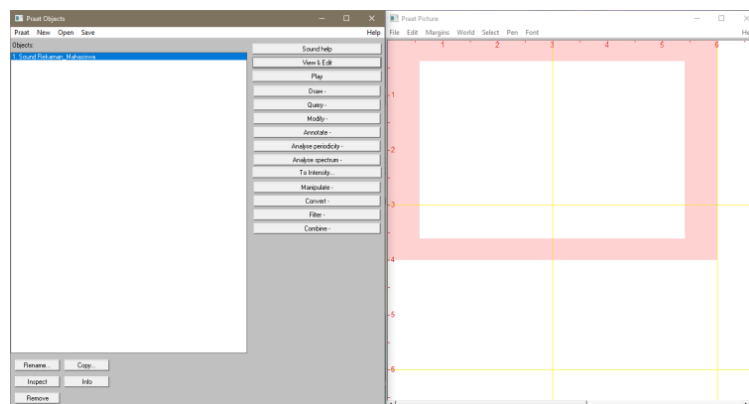 Praat Objects
Praat New Open Save Help
Objects:
1. Sound Rekaman_Mahasiswa
Sound help
View & Edit
Play
Draw -
Query -
Modify -
Annotate -
Analyse periodicity -
Analyse spectrum -
To Intensity...
Manipulate -
Convert -
Filter -
Combine -
Rename...
Copy...
Inspect
Info
Remove
Praat Picture
File Edit Margins World Select Pen Font He
0 1 2 3 4 5 6
1
2
3
4
5
6